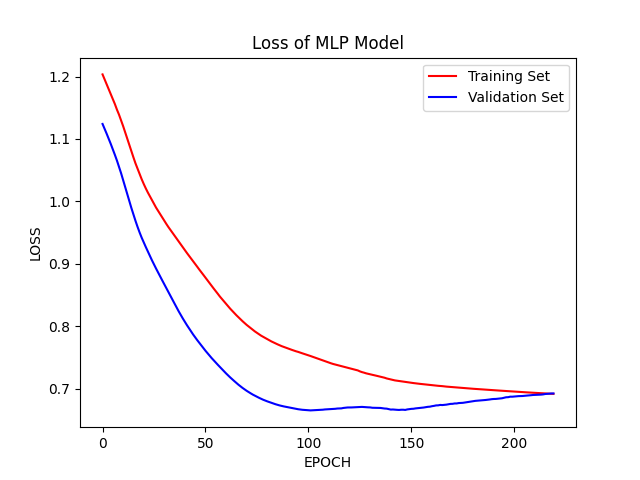 Loss of MLP Model
Training Set
Validation Set
1.2
1.1
1.0
0.9
0.8
0.7
LOSS
0
50
100
150
200
EPOCH